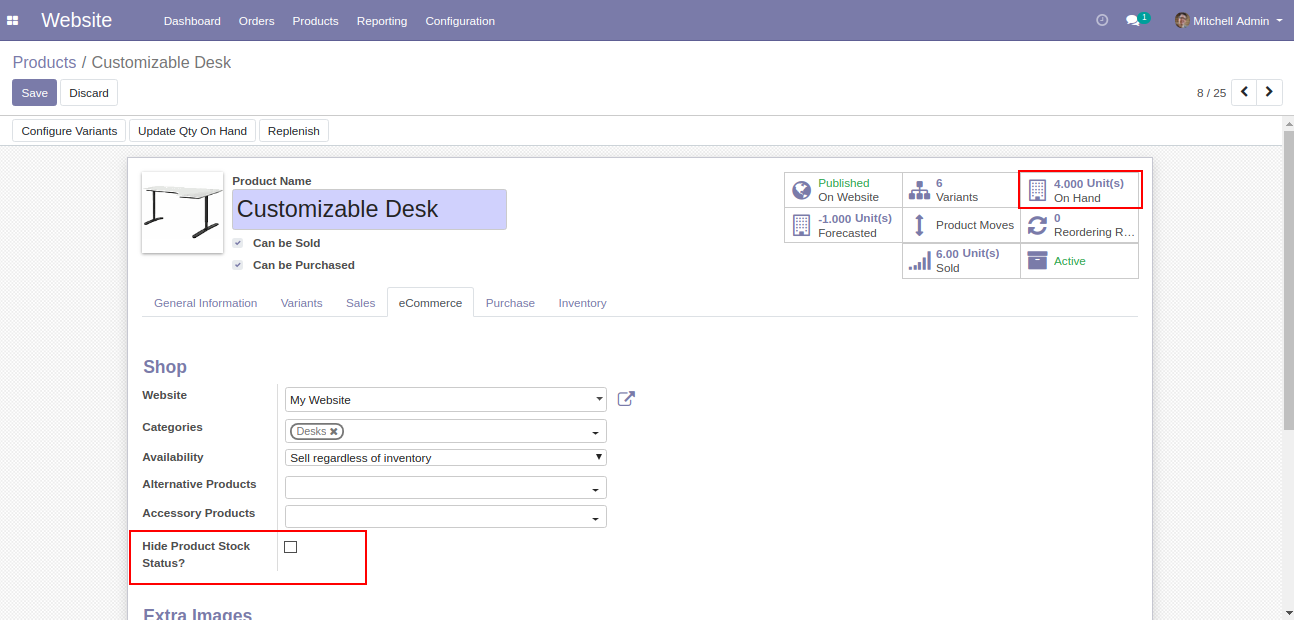 Website Dashboard Orders Products Reporting Configuration 1 Mitchell Admin
Products / Customizable Desk
Save Discard 8 / 25
Configure Variants Update Qty On Hand Replenish
Product Name
Customizable Desk
Can be Sold
Can be Purchased
Published
On Website
6
Variants
4.000 Unit(s)
On Hand
-1.000 Unit(s)
Forecasted
Product Moves
0
Reordering R...
6.00 Unit(s)
Sold
Active
General Information Variants Sales eCommerce Purchase Inventory
Shop
Website My Website
Categories Desks
Availability Sell regardless of inventory
Alternative Products
Accessory Products
Hide Product Stock
Status?
Extra Images